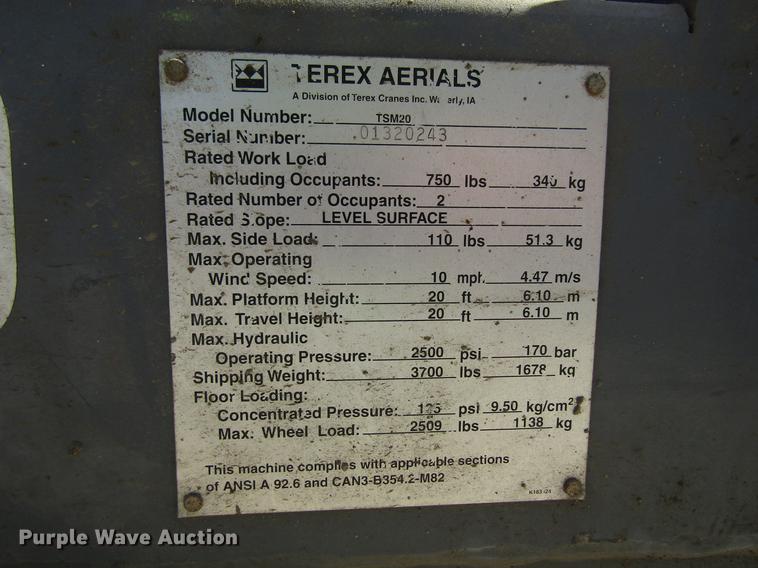 TEREX AERIALS
A Division of Terex Cranes Inc. Waverly, IA
Model Number: TSM20
Serial Number: 01320243
Rated Work Load
Including Occupants: 750 lbs 340 kg
Rated Number of Occupants: 2
Rated Slope: LEVEL SURFACE
Max. Side Load: 110 lbs 51.3 kg
Max. Operating
Wind Speed: 10 mph 4.47 m/s
Max. Platform Height: 20 ft 6.10 m
Max. Travel Height: 20 ft 6.10 m
Max. Hydraulic
Operating Pressure: 2500 psi 170 bar
Shipping Weight: 3700 lbs 1678 kg
Floor Loading:
Concentrated Pressure: psi 9.50 kg/cm2
Max. Wheel Load: 2509 lbs 1138 kg
This machine complies with applicable sections
of ANSI A 92.6 and CAN3-B354.2-M82
Purple Wave Auction